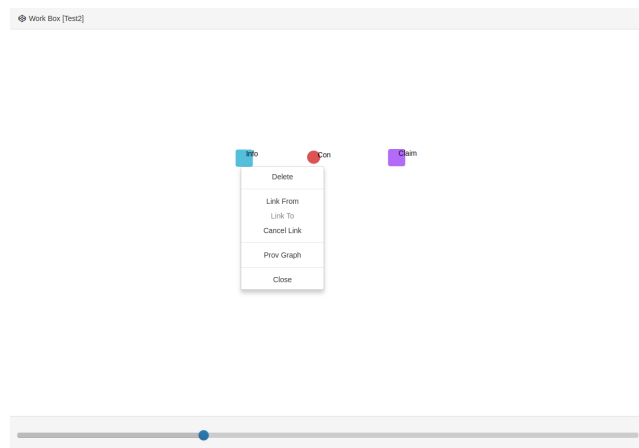 Work Box [Test2]
Info
Con
Claim
Delete
Link From
Link To
Cancel Link
Prov Graph
Close